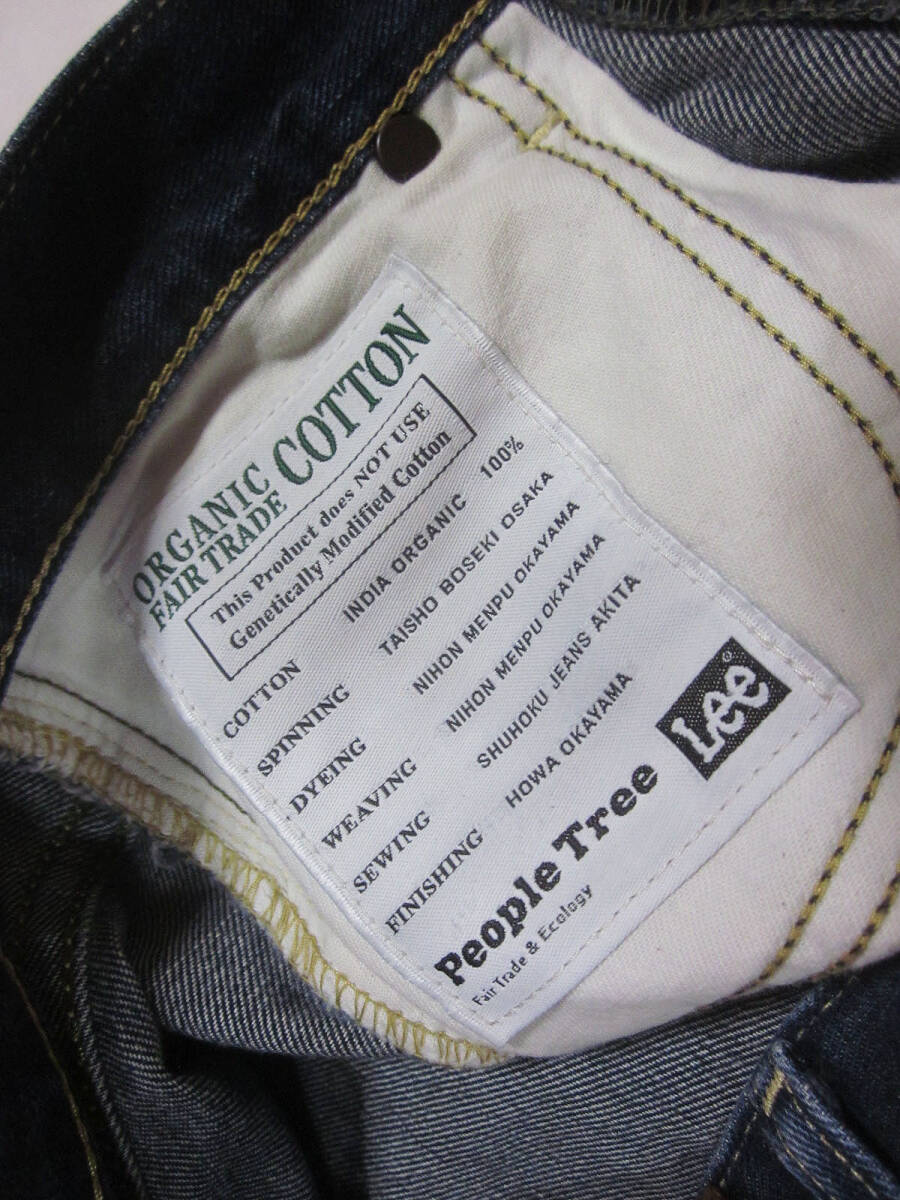 ORGANIC
FAIR TRADE COTTON
This Product does NOT USE
Genetically Modified Cotton
COTTON INDIA ORGANIC 100%
SPINNING TAISHO BOSEKI OSAKA
DYEING NIHON MENPU OKAYAMA
WEAVING NIHON MENPU OKAYAMA
SEWING SHUHOKU JEANS AKITA
FINISHING HOWA OKAYAMA
People Tree
Fair Trade & Ecology
Lee®